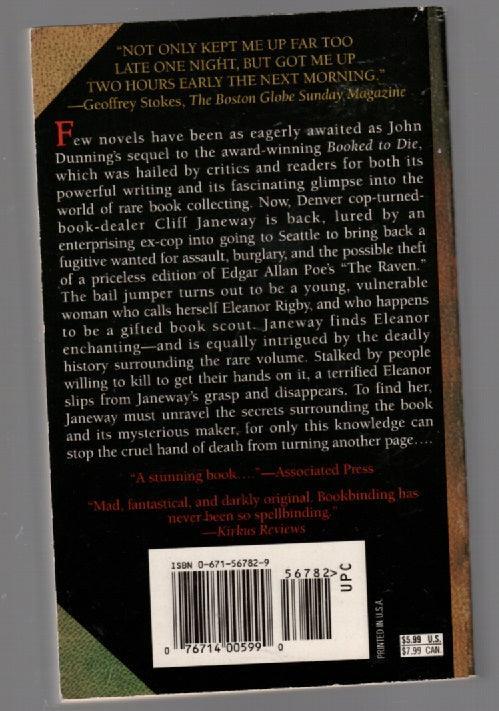 "NOT ONLY KEPT ME UP FAR TOO
LATE ONE NIGHT, BUT GOT ME UP
TWO HOURS EARLY THE NEXT MORNING."
—Geoffrey Stokes, The Boston Globe Sunday Magazine
Few novels have been as eagerly awaited as John
Dunning's sequel to the award-winning Booked to Die,
which was hailed by critics and readers for both its
powerful writing and its fascinating glimpse into the
world of rare book collecting. Now, Denver cop-turned-
book-dealer Cliff Janeway is back, lured by an
enterprising ex-cop into going to Seattle to bring back a
fugitive wanted for assault, burglary, and the possible theft
of a priceless edition of Edgar Allan Poe's "The Raven."
The bail jumper turns out to be a young, vulnerable
woman who calls herself Eleanor Rigby, and who happens
to be a gifted book scout. Janeway finds Eleanor
enchanting—and is equally intrigued by the deadly
history surrounding the rare volume. Stalked by people
willing to kill to get their hands on it, a terrified Eleanor
slips from Janeway's grasp and disappears. To find her,
Janeway must unravel the secrets surrounding the book
and its mysterious maker, for only this knowledge can
stop the cruel hand of death from turning another page....
"A stunning book...."—Associated Press
"Mad, fantastical, and darkly original. Bookbinding has
never been so spellbinding."
—Kirkus Reviews
ISBN 0-671-56782-9
56782>
UPC
0 76714 00599 0
PRINTED IN U.S.A.
$5.99 U.S.
$7.99 CAN.